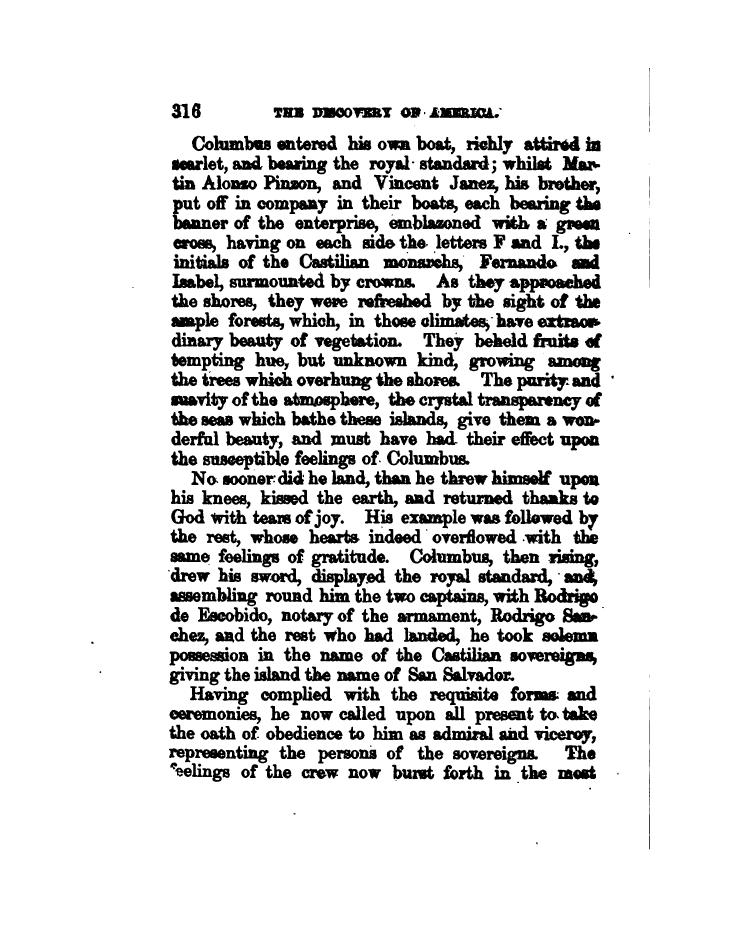 316 THE DISCOVERY OF AMERICA.
Columbus entered his own boat, richly attired in
scarlet, and bearing the royal standard; whilst Mar-
tin Alonzo Pinzon, and Vincent Janez, his brother,
put off in company in their boats, each bearing the
banner of the enterprise, emblazoned with a green
cross, having on each side the letters F and I., the
initials of the Castilian monarchs, Fernando and
Isabel, surmounted by crowns. As they approached
the shores, they were refreshed by the sight of the
ample forests, which, in those climates, have extraor-
dinary beauty of vegetation. They beheld fruits of
tempting hue, but unknown kind, growing among
the trees which overhung the shores. The purity and
suavity of the atmosphere, the crystal transparency of
the seas which bathe these islands, give them a won-
derful beauty, and must have had their effect upon
the susceptible feelings of Columbus.
No sooner did he land, than he threw himself upon
his knees, kissed the earth, and returned thanks to
God with tears of joy. His example was followed by
the rest, whose hearts indeed overflowed with the
same feelings of gratitude. Columbus, then rising,
drew his sword, displayed the royal standard, and,
assembling round him the two captains, with Rodrigo
de Escobido, notary of the armament, Rodrigo San-
chez, and the rest who had landed, he took solemn
possession in the name of the Castilian sovereigns,
giving the island the name of San Salvador.
Having complied with the requisite forms and
ceremonies, he now called upon all present to take
the oath of obedience to him as admiral and viceroy,
representing the persons of the sovereigns. The
feelings of the crew now burst forth in the most